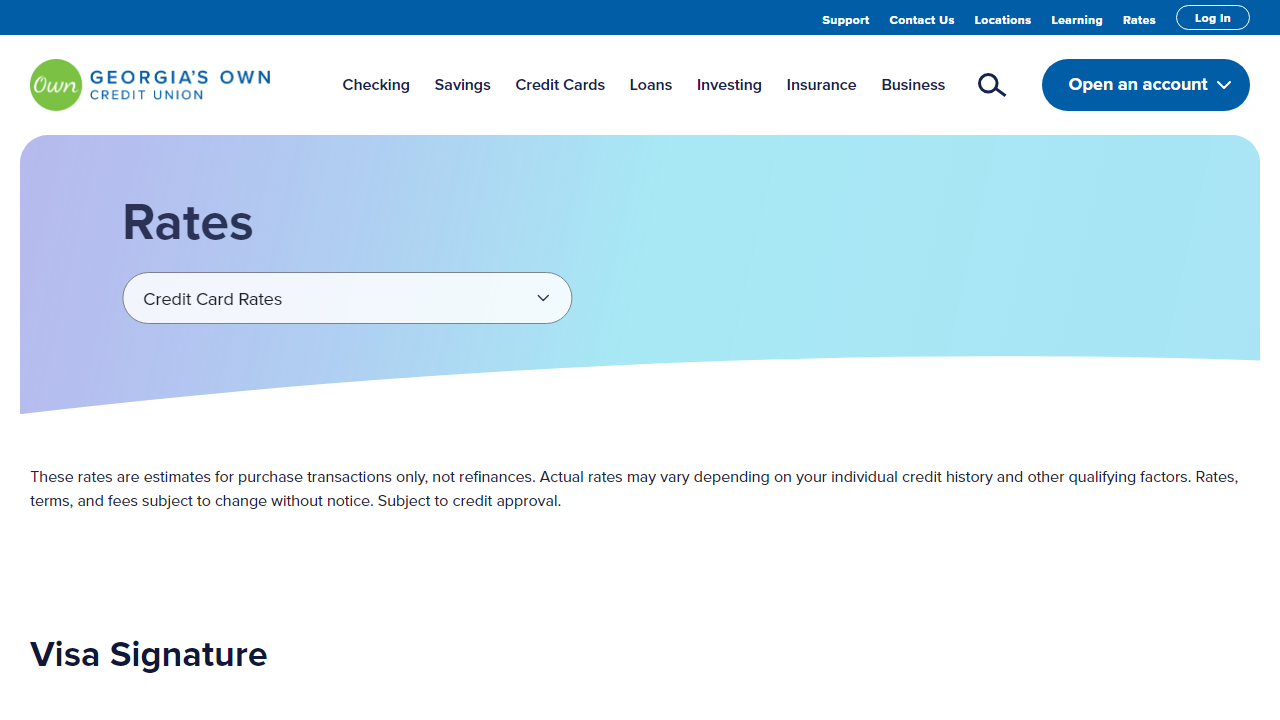 Support Contact Us Locations Learning Rates Log In
Own GEORGIA'S OWN
CREDIT UNION
Checking Savings Credit Cards Loans Investing Insurance Business Open an account
Rates
Credit Card Rates
These rates are estimates for purchase transactions only, not refinances. Actual rates may vary depending on your individual credit history and other qualifying factors. Rates,
terms, and fees subject to change without notice. Subject to credit approval.
Visa Signature